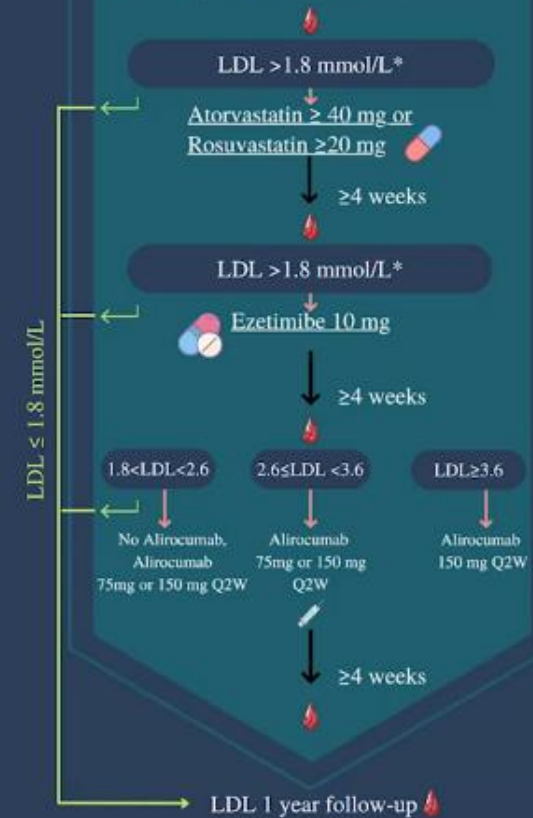 LDL >1.8 mmol/L*
Atorvastatin ≥ 40 mg or
Rosuvastatin ≥20 mg
≥4 weeks
LDL >1.8 mmol/L*
Ezetimibe 10 mg
≥4 weeks
LDL ≤ 1.8 mmol/L
1.8<LDL<2.6
2.6≤LDL <3.6
LDL≥3.6
No Alirocumab,
Alirocumab
75mg or 150 mg Q2W
Alirocumab
75mg or 150 mg
Q2W
Alirocumab
150 mg Q2W
≥4 weeks
LDL 1 year follow-up